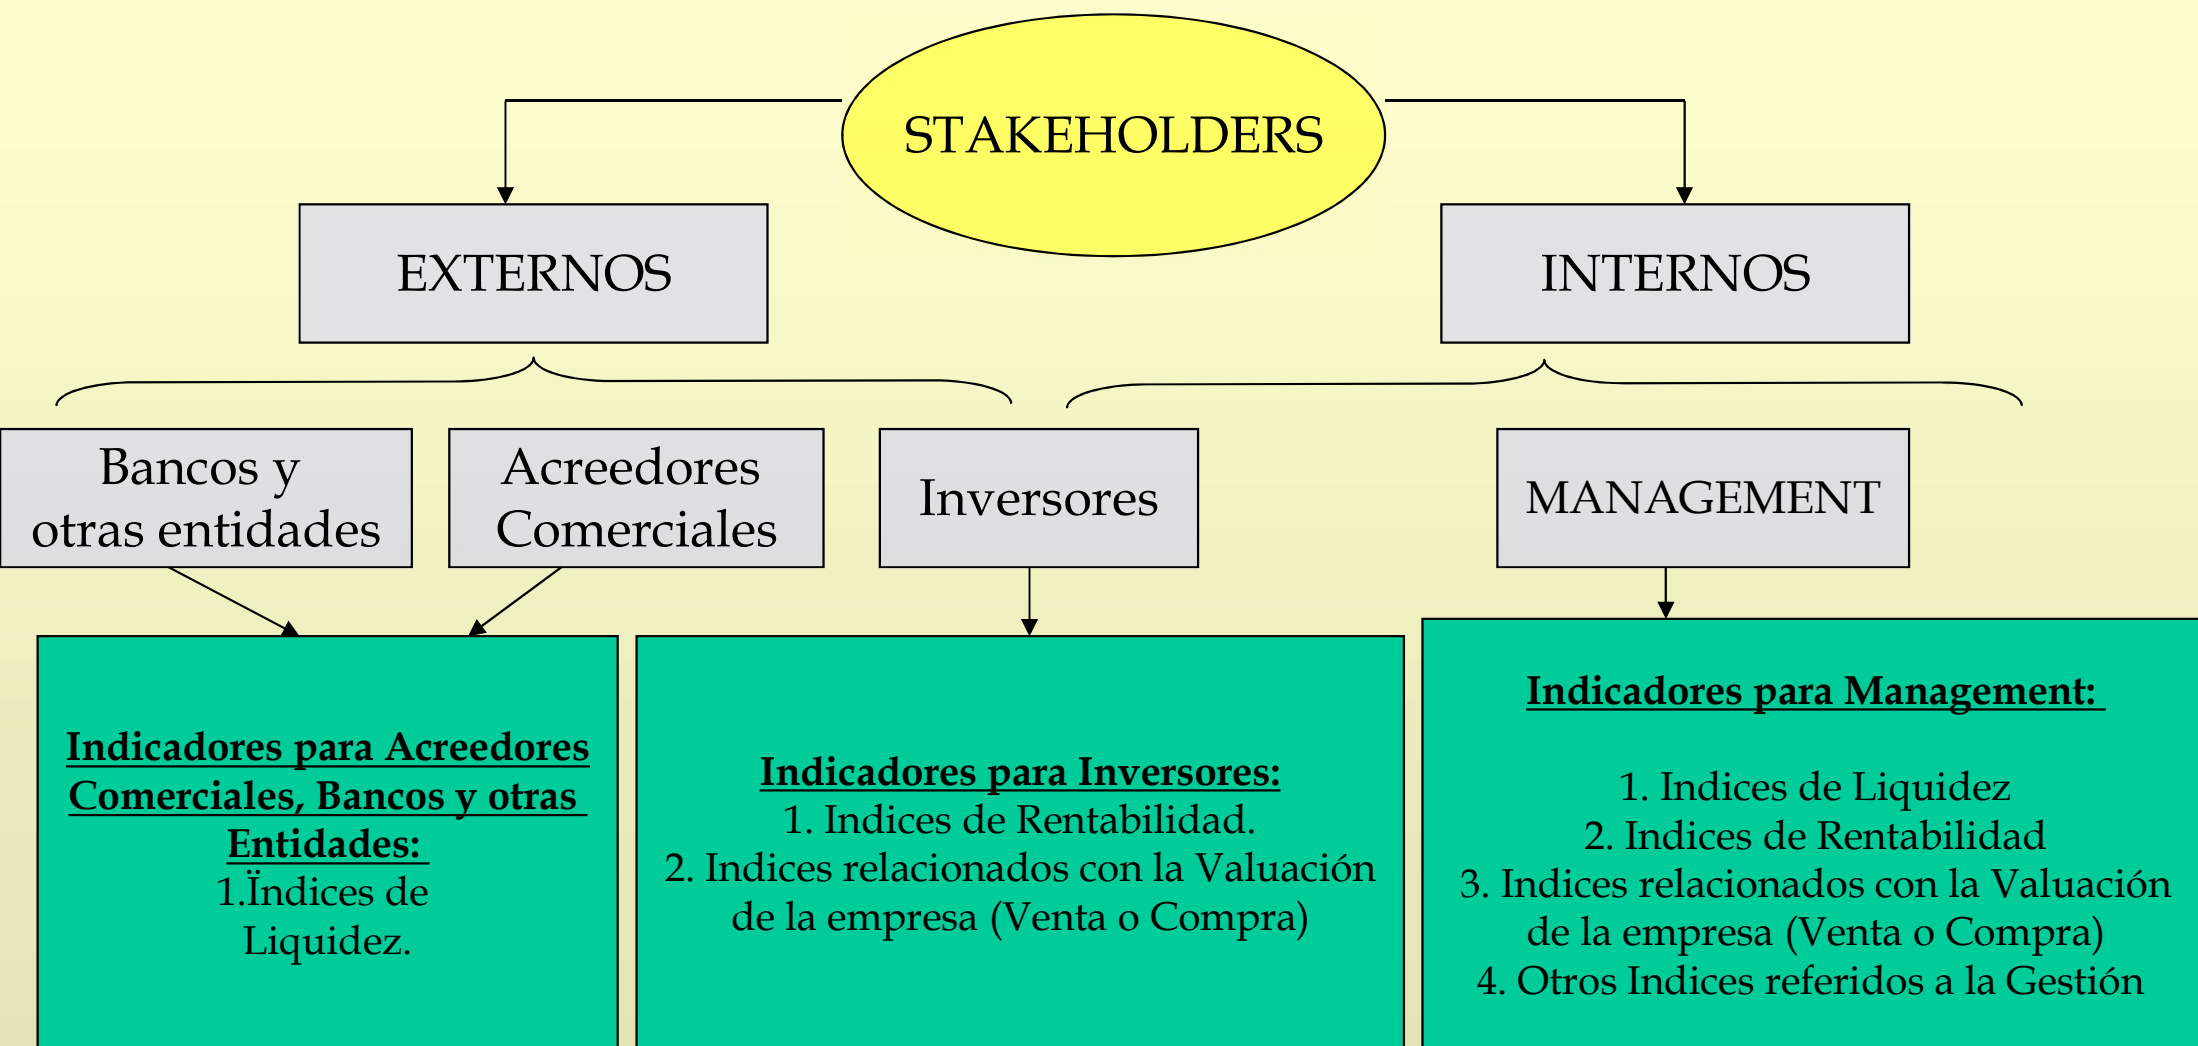 STAKEHOLDERS
EXTERNOS
INTERNOS
Bancos y
otras entidades
Acreedores
Comerciales
Inversores
MANAGEMENT
Indicadores para Acreedores
Comerciales, Bancos y otras
Entidades:
1.Ïndices de
Liquidez.
Indicadores para Inversores:
1. Indices de Rentabilidad.
2. Indices relacionados con la Valuación
de la empresa (Venta o Compra)
Indicadores para Management:
1. Indices de Liquidez
2. Indices de Rentabilidad
3. Indices relacionados con la Valuación
de la empresa (Venta o Compra)
4. Otros Indices referidos a la Gestión